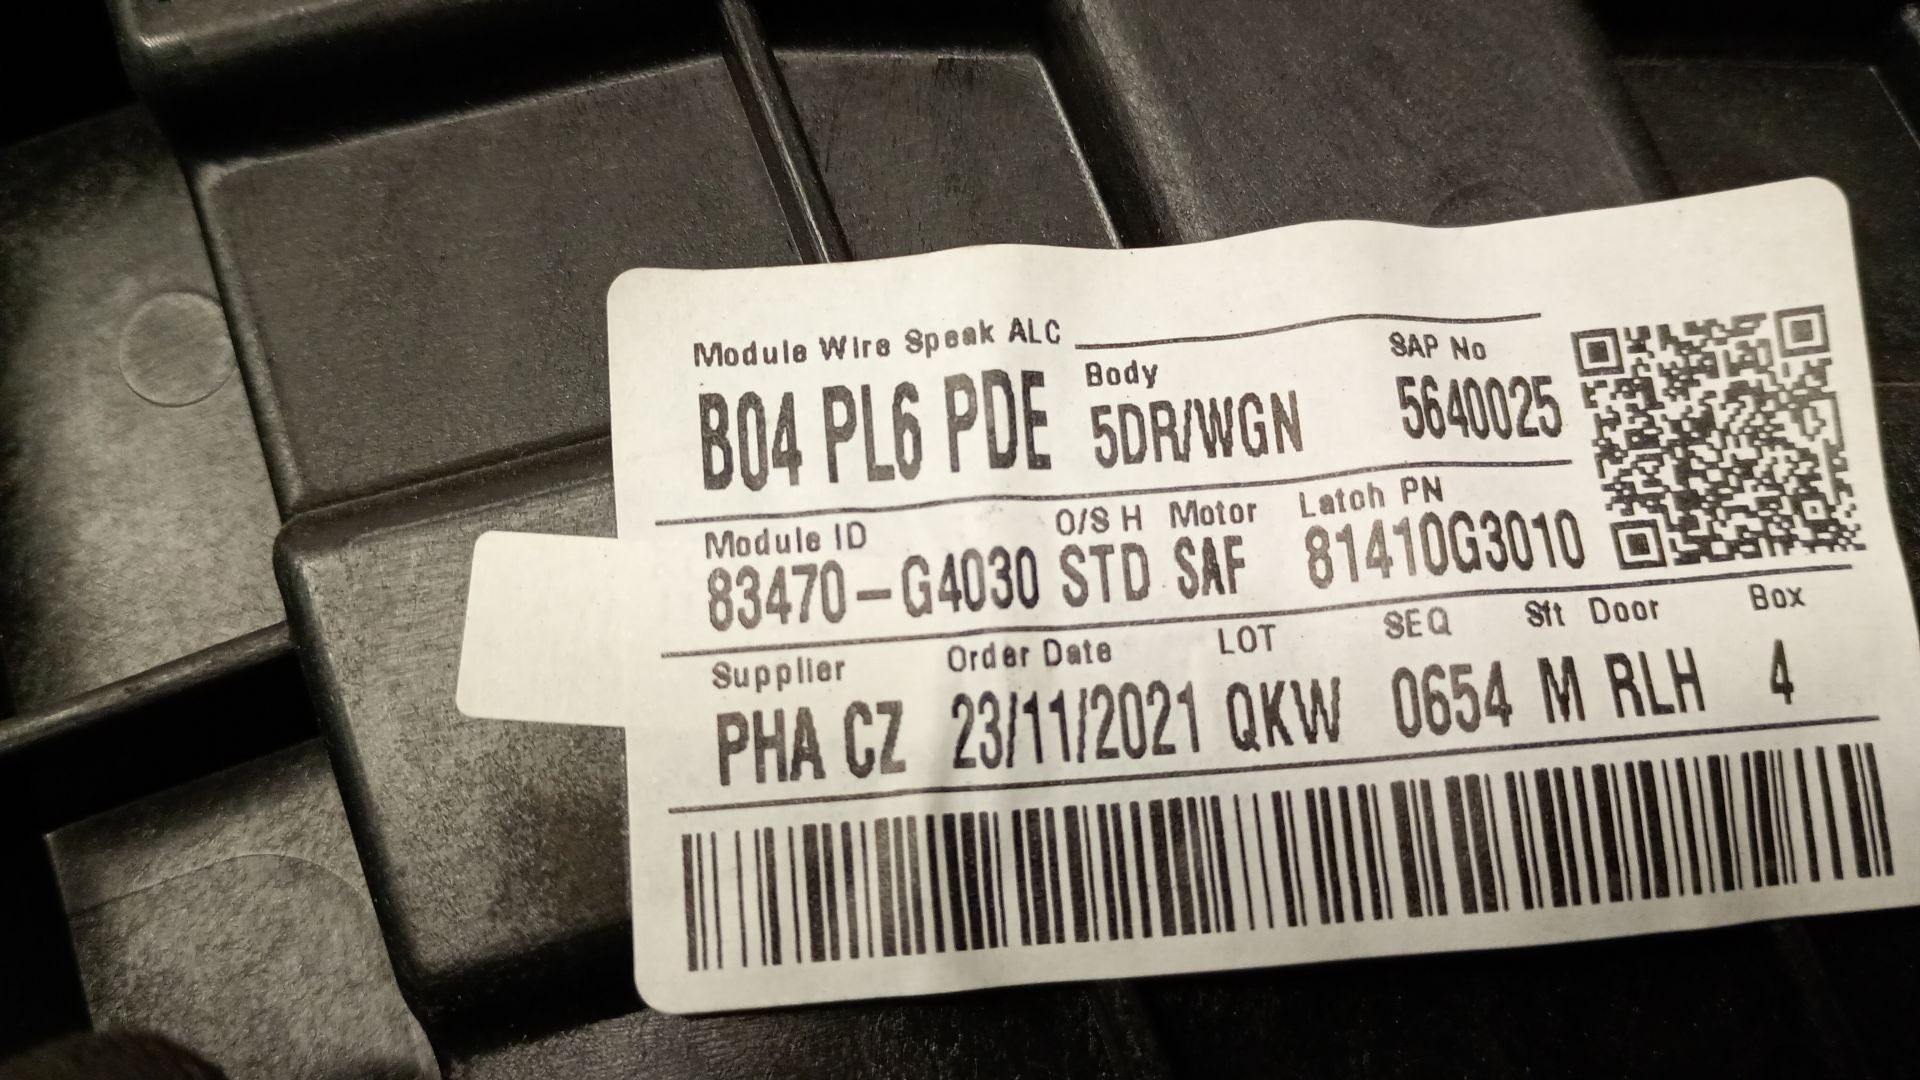 Module Wire Speak ALC
Body SAP No
B04 PL6 PDE 5DR/WGN 5640025
Module ID O/S H Motor Latch PN
83470-G4030 STD SAF 81410G3010
Supplier Order Date LOT SEQ Sft Door Box
PHA CZ 23/11/2021 QKW 0654 M RLH 4